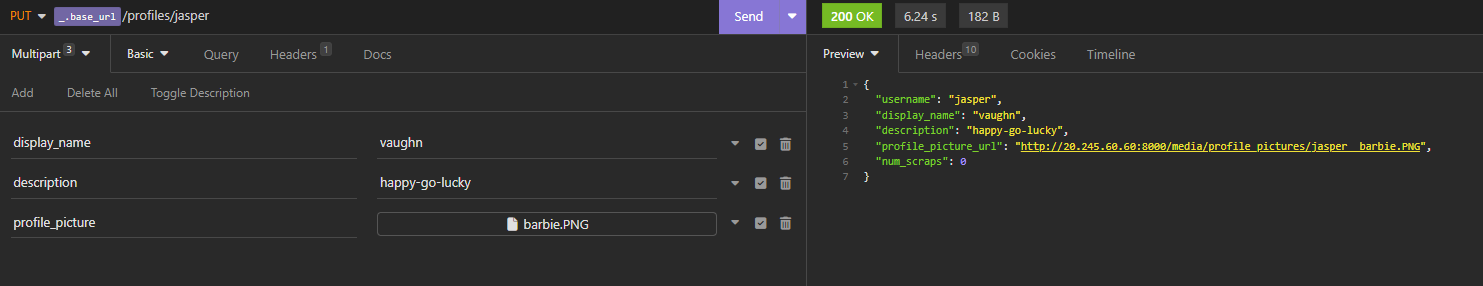 PUT _.base_url /profiles/jasper Send 200 OK 6.24 s 182 B
Multipart 3 Basic Query Headers 1 Docs Preview Headers 10 Cookies Timeline
Add Delete All Toggle Description
display_name vaughn
description happy-go-lucky
profile_picture barbie.PNG
1 {
2 "username": "jasper",
3 "display_name": "vaughn",
4 "description": "happy-go-lucky",
5 "profile_picture_url": "http://20.245.60.60:8000/media/profile_pictures/jasper__barbie.PNG",
6 "num_scraps": 0
7 }